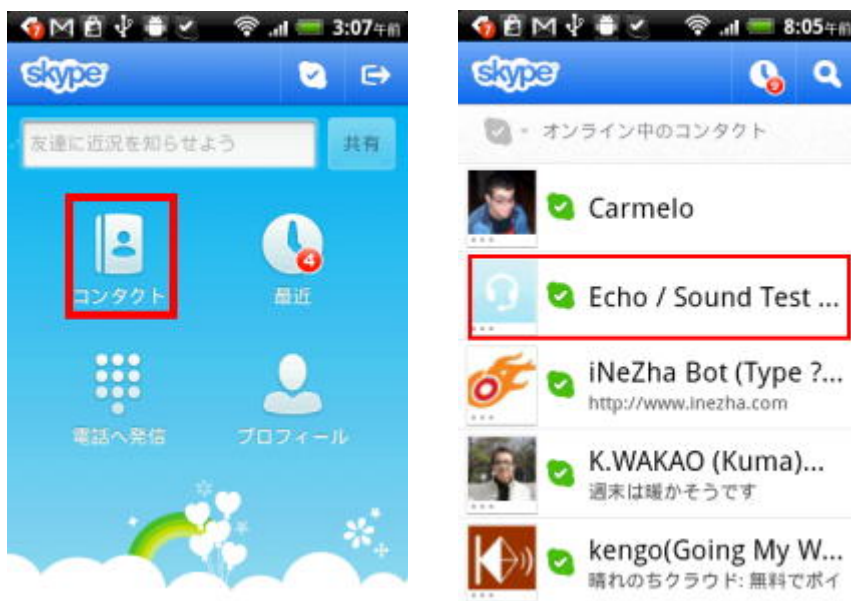 3:07午前
skype
友達に近況を知らせよう
共有
コンタクト
最近
4
電話へ発信
プロフィール
8:05午前
skype
オンライン中のコンタクト
Carmelo
Echo / Sound Test ...
iNeZha Bot (Type ?...
http://www.inezha.com
K.WAKAO (Kuma)...
週末は暖かそうです
kengo(Going My W...
晴れのちクラウド: 無料でポイ